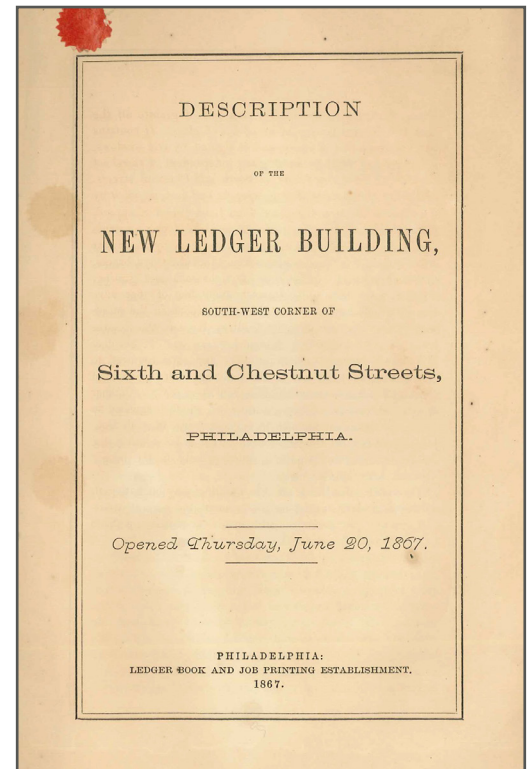 DESCRIPTION
OF THE
NEW LEDGER BUILDING,
SOUTH-WEST CORNER OF
Sixth and Chestnut Streets,
PHILADELPHIA.
Opened Thursday, June 20, 1867.
PHILADELPHIA:
LEDGER BOOK AND JOB PRINTING ESTABLISHMENT.
1867.